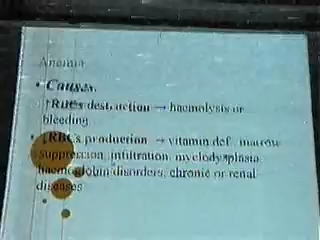 Anemia
• Causes.
↑RBCs destruction → haemolysis or
bleeding
• ↓RBCs production → vitamin def, marrow
suppression, infiltration, myelodysplasia,
haemoglobin disorders, chronic or renal
diseases